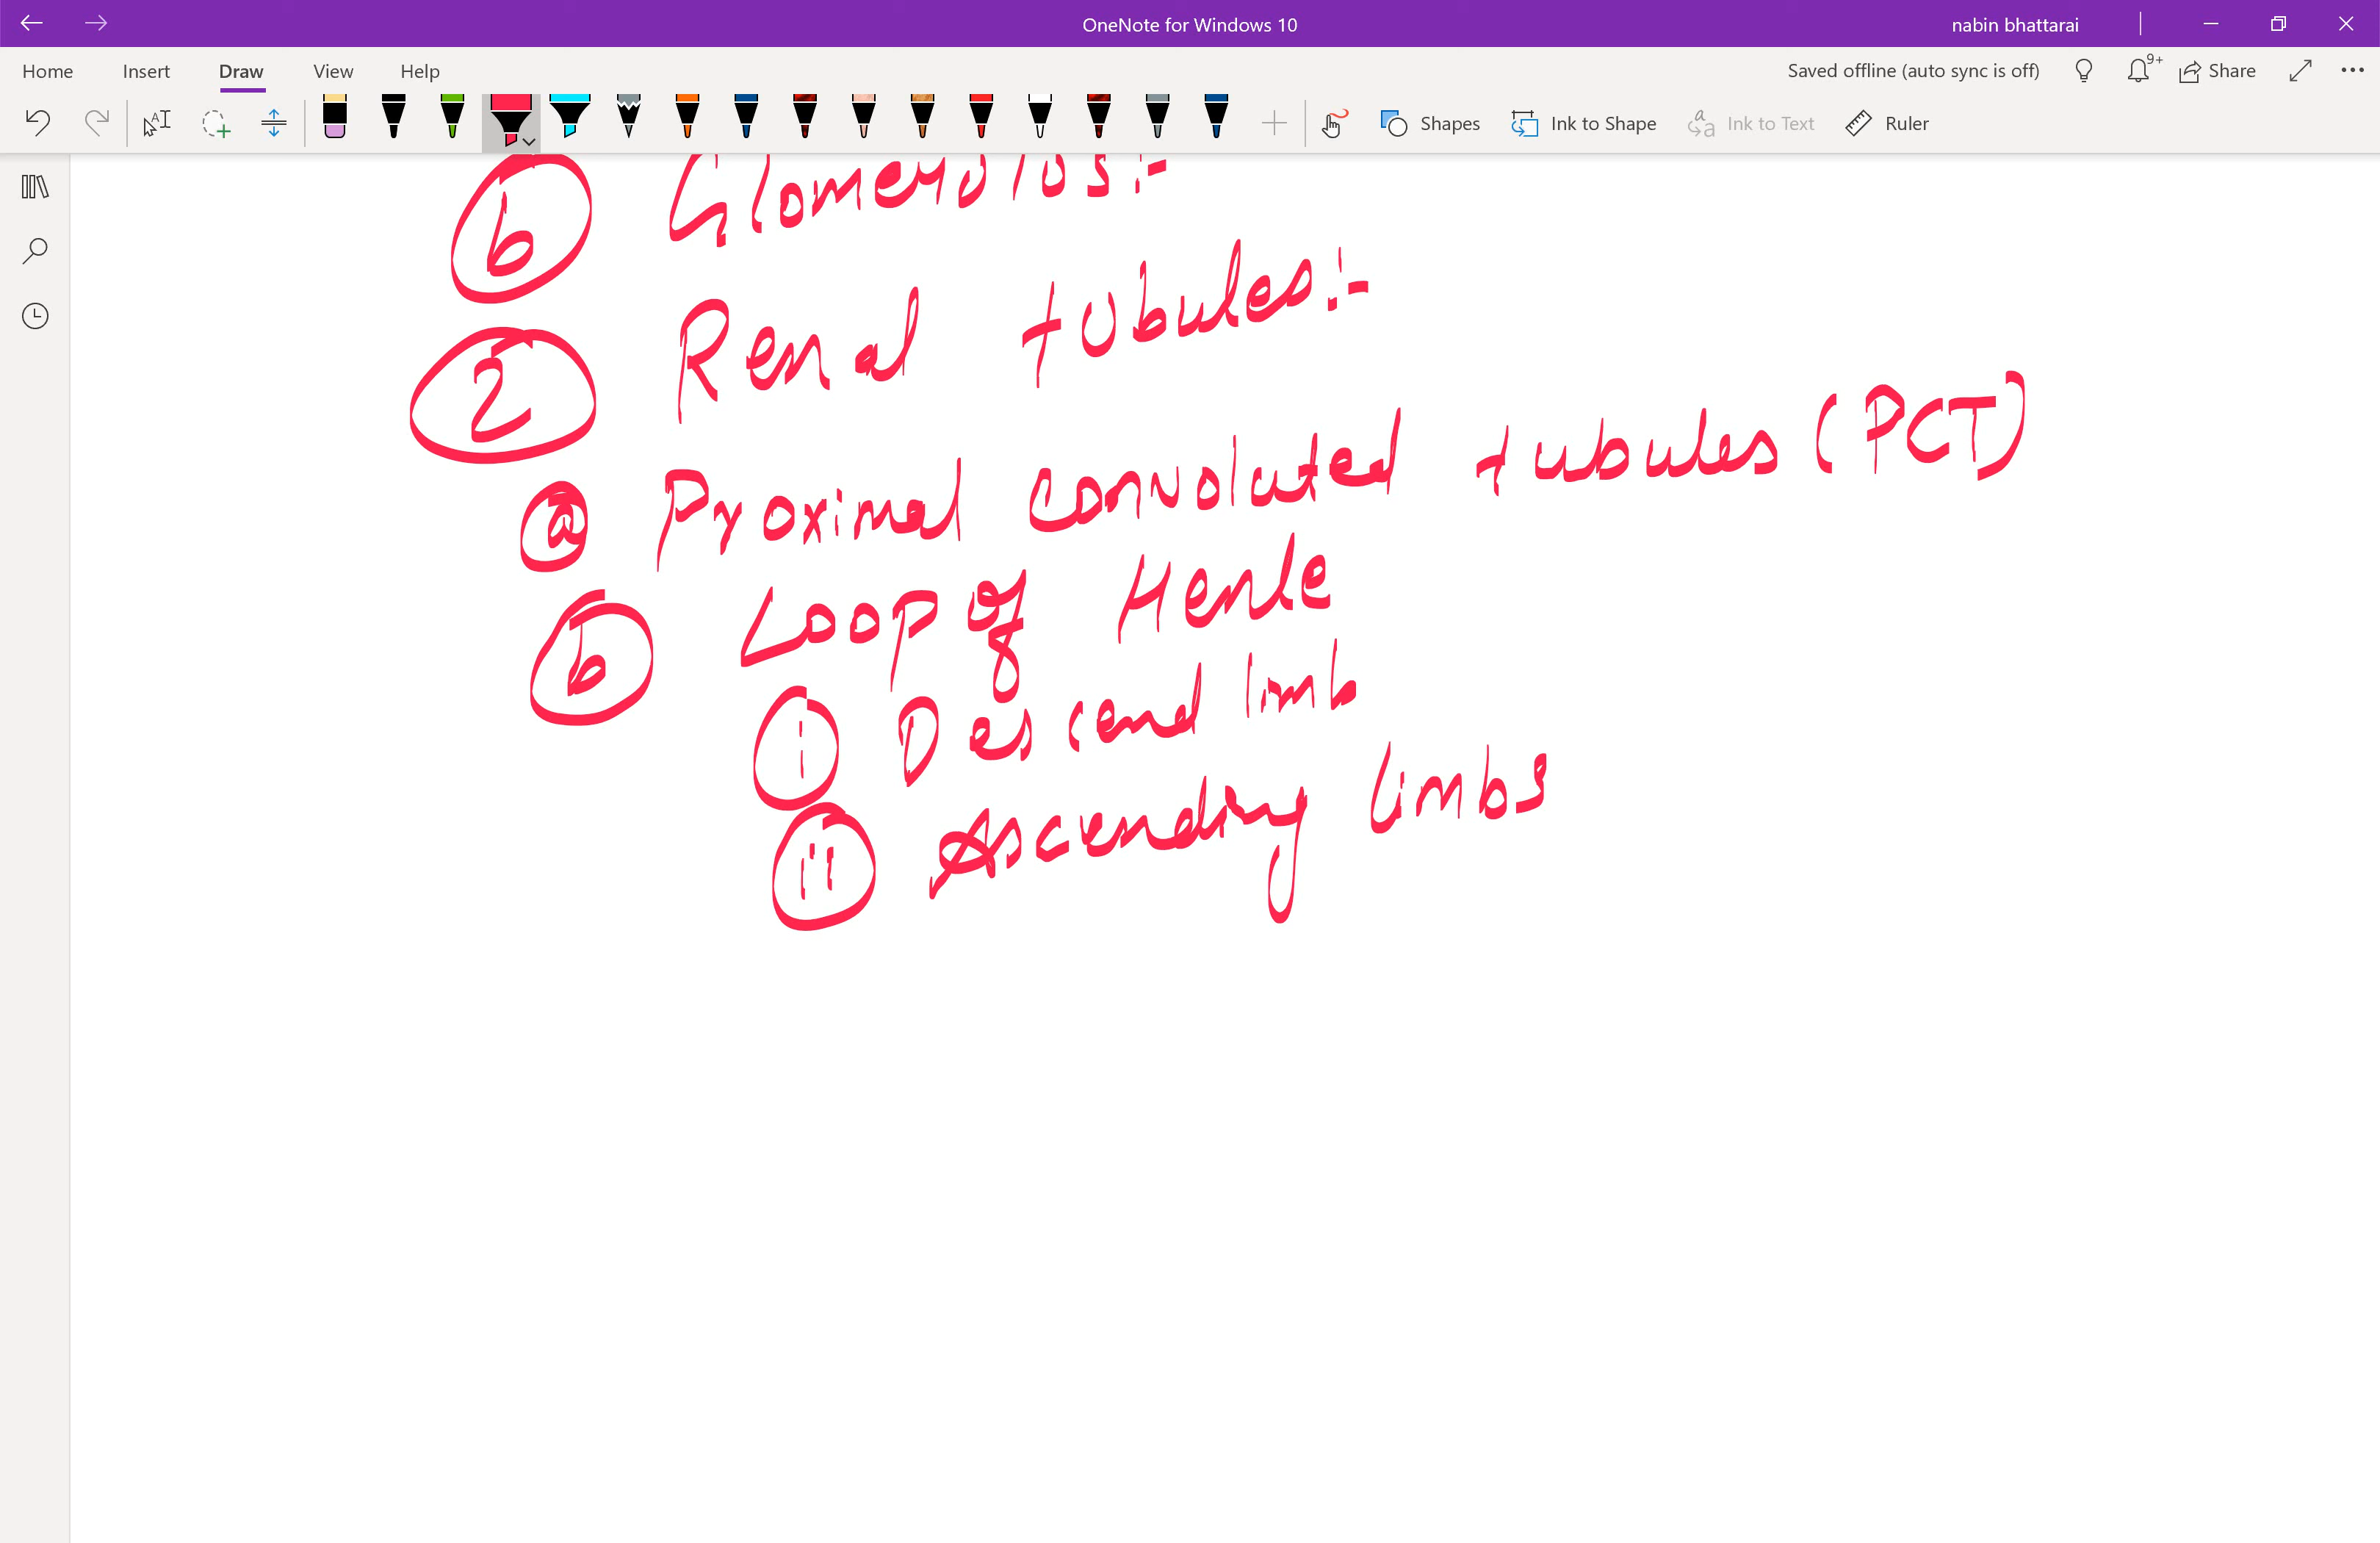 OneNote for Windows 10
nabin bhattarai
Home Insert Draw View Help
Saved offline (auto sync is off)
9+
Share
Shapes Ink to Shape Ink to Text Ruler
b Glomerulus:-
2 Renal tubules:-
a Proximal convoluted tubules (PCT)
b Loop of Henle
i Descend limb
ii Ascending limbs